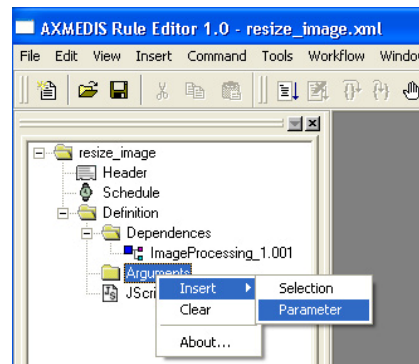 AXMEDIS Rule Editor 1.0 - resize_image.xml
File Edit View Insert Command Tools Workflow
resize_image
Header
Schedule
Definition
Dependences
ImageProcessing_1.001
Arguments
Insert Selection
JScri
Clear Parameter
About...